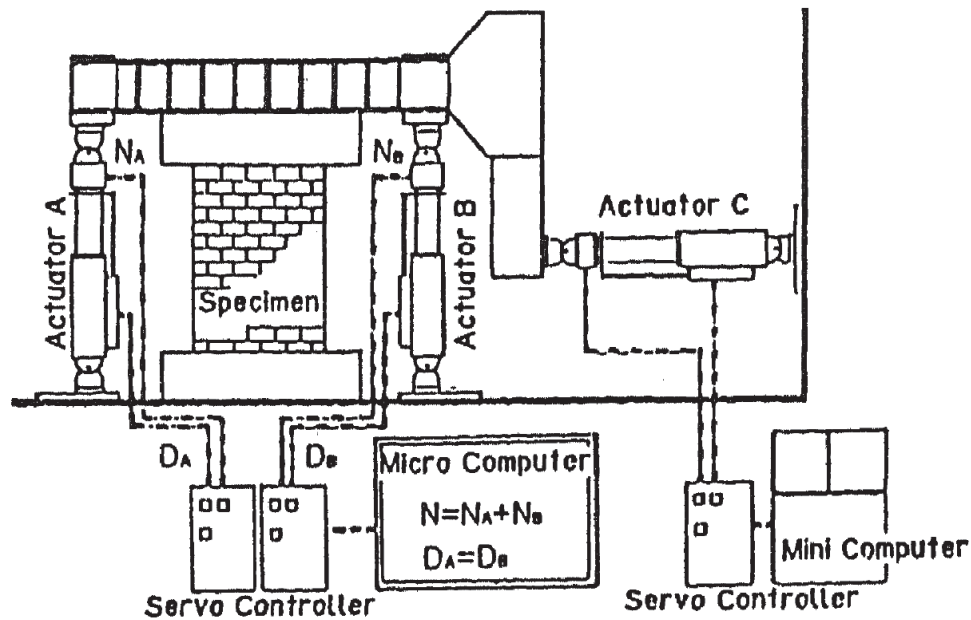 NA
NB
Actuator A
Actuator B
Actuator C
Specimen
DA
DB
Micro Computer
N=NA+NB
DA=DB
Mini Computer
Servo Controller
Servo Controller